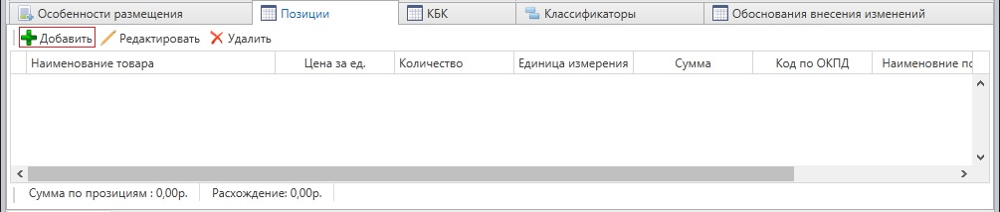 Особенности размещения Позиции КБК Классификаторы Обоснования внесения изменений
Добавить Редактировать Удалить
Наименование товара Цена за ед. Количество Единица измерения Сумма Код по ОКПД Наименовние по
Сумма по прозициям : 0,00р. Расхождение: 0,00р.